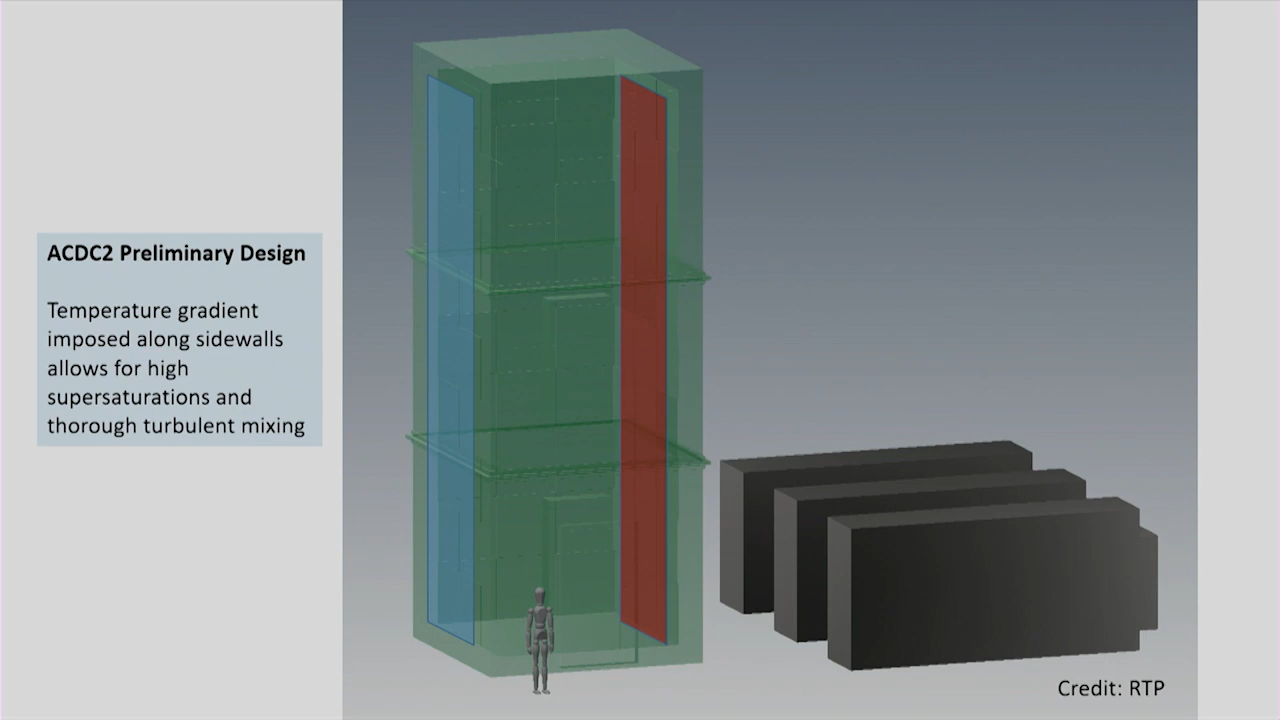 ACDC2 Preliminary Design
Temperature gradient
imposed along sidewalls
allows for high
supersaturations and
thorough turbulent mixing
Credit: RTP